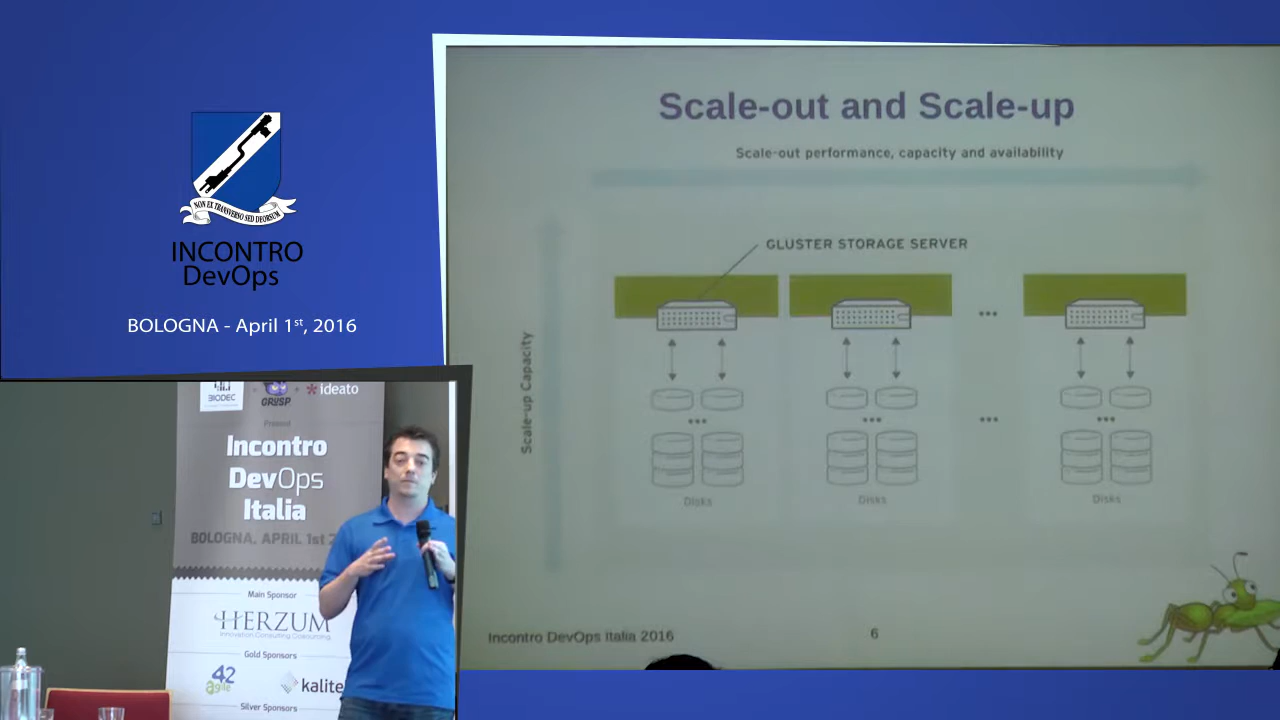 NON EX TRANSVERSO SED DEORSUM
INCONTRO
DevOps
BOLOGNA - April 1st, 2016
Scale-out and Scale-up
Scale-out performance, capacity and availability
GLUSTER STORAGE SERVER
Scale-up Capacity
...
...
...
...
...
Disks
Disks
Disks
Incontro DevOps Italia 2016
6
BIODEC
GRUSP
ideato
Present
Incontro
DevOps
Italia
BOLOGNA, APRIL 1st 2
Main Sponsor
HERZUM
Innovation Consulting Outsourcing
Gold Sponsors
42
agile
kalite
Silver Sponsors